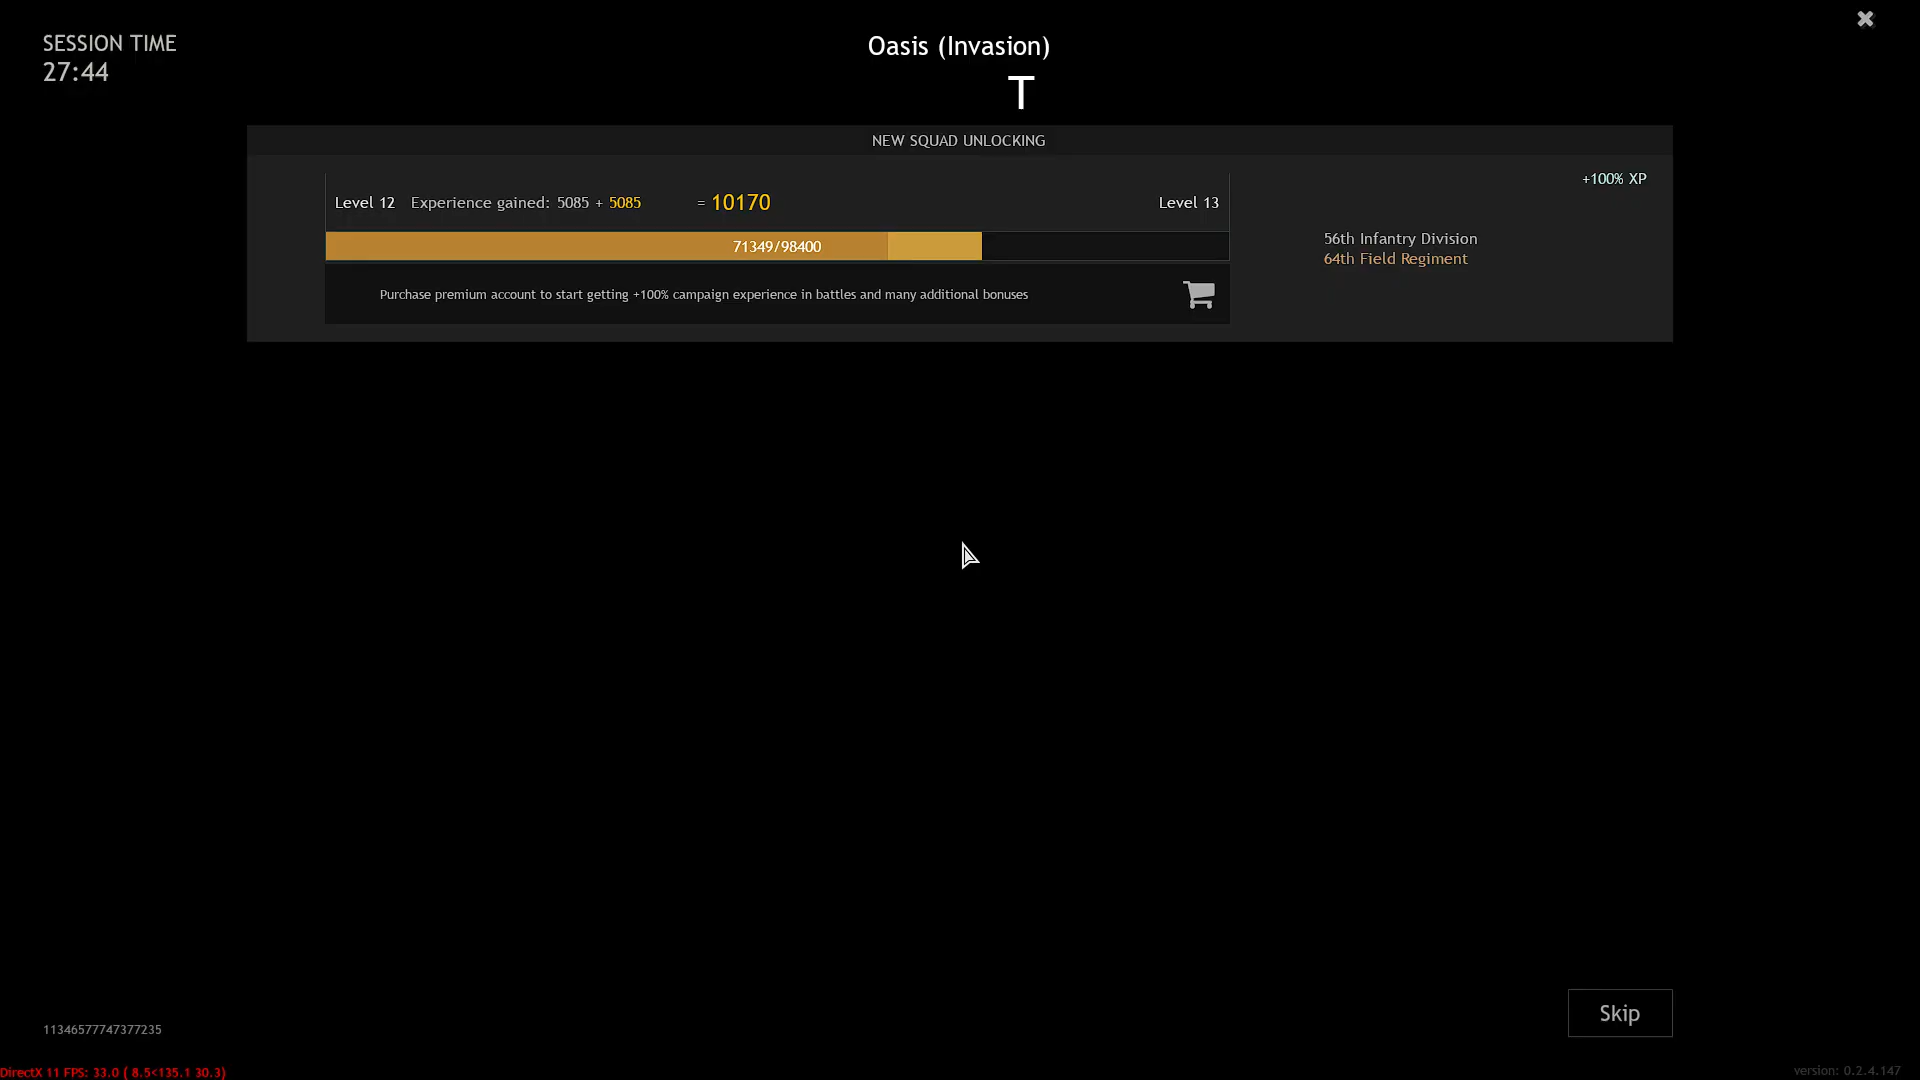 SESSION TIME
27:44
Oasis (Invasion)
T
NEW SQUAD UNLOCKING
+100% XP
Level 12 Experience gained: 5085 + 5085 = 10170 Level 13
71349/98400
56th Infantry Division
64th Field Regiment
Purchase premium account to start getting +100% campaign experience in battles and many additional bonuses
Skip
11346577747377235
DirectX 11 FPS: 33.0 ( 8.5<135.1 30.3)
version: 0.2.4.147